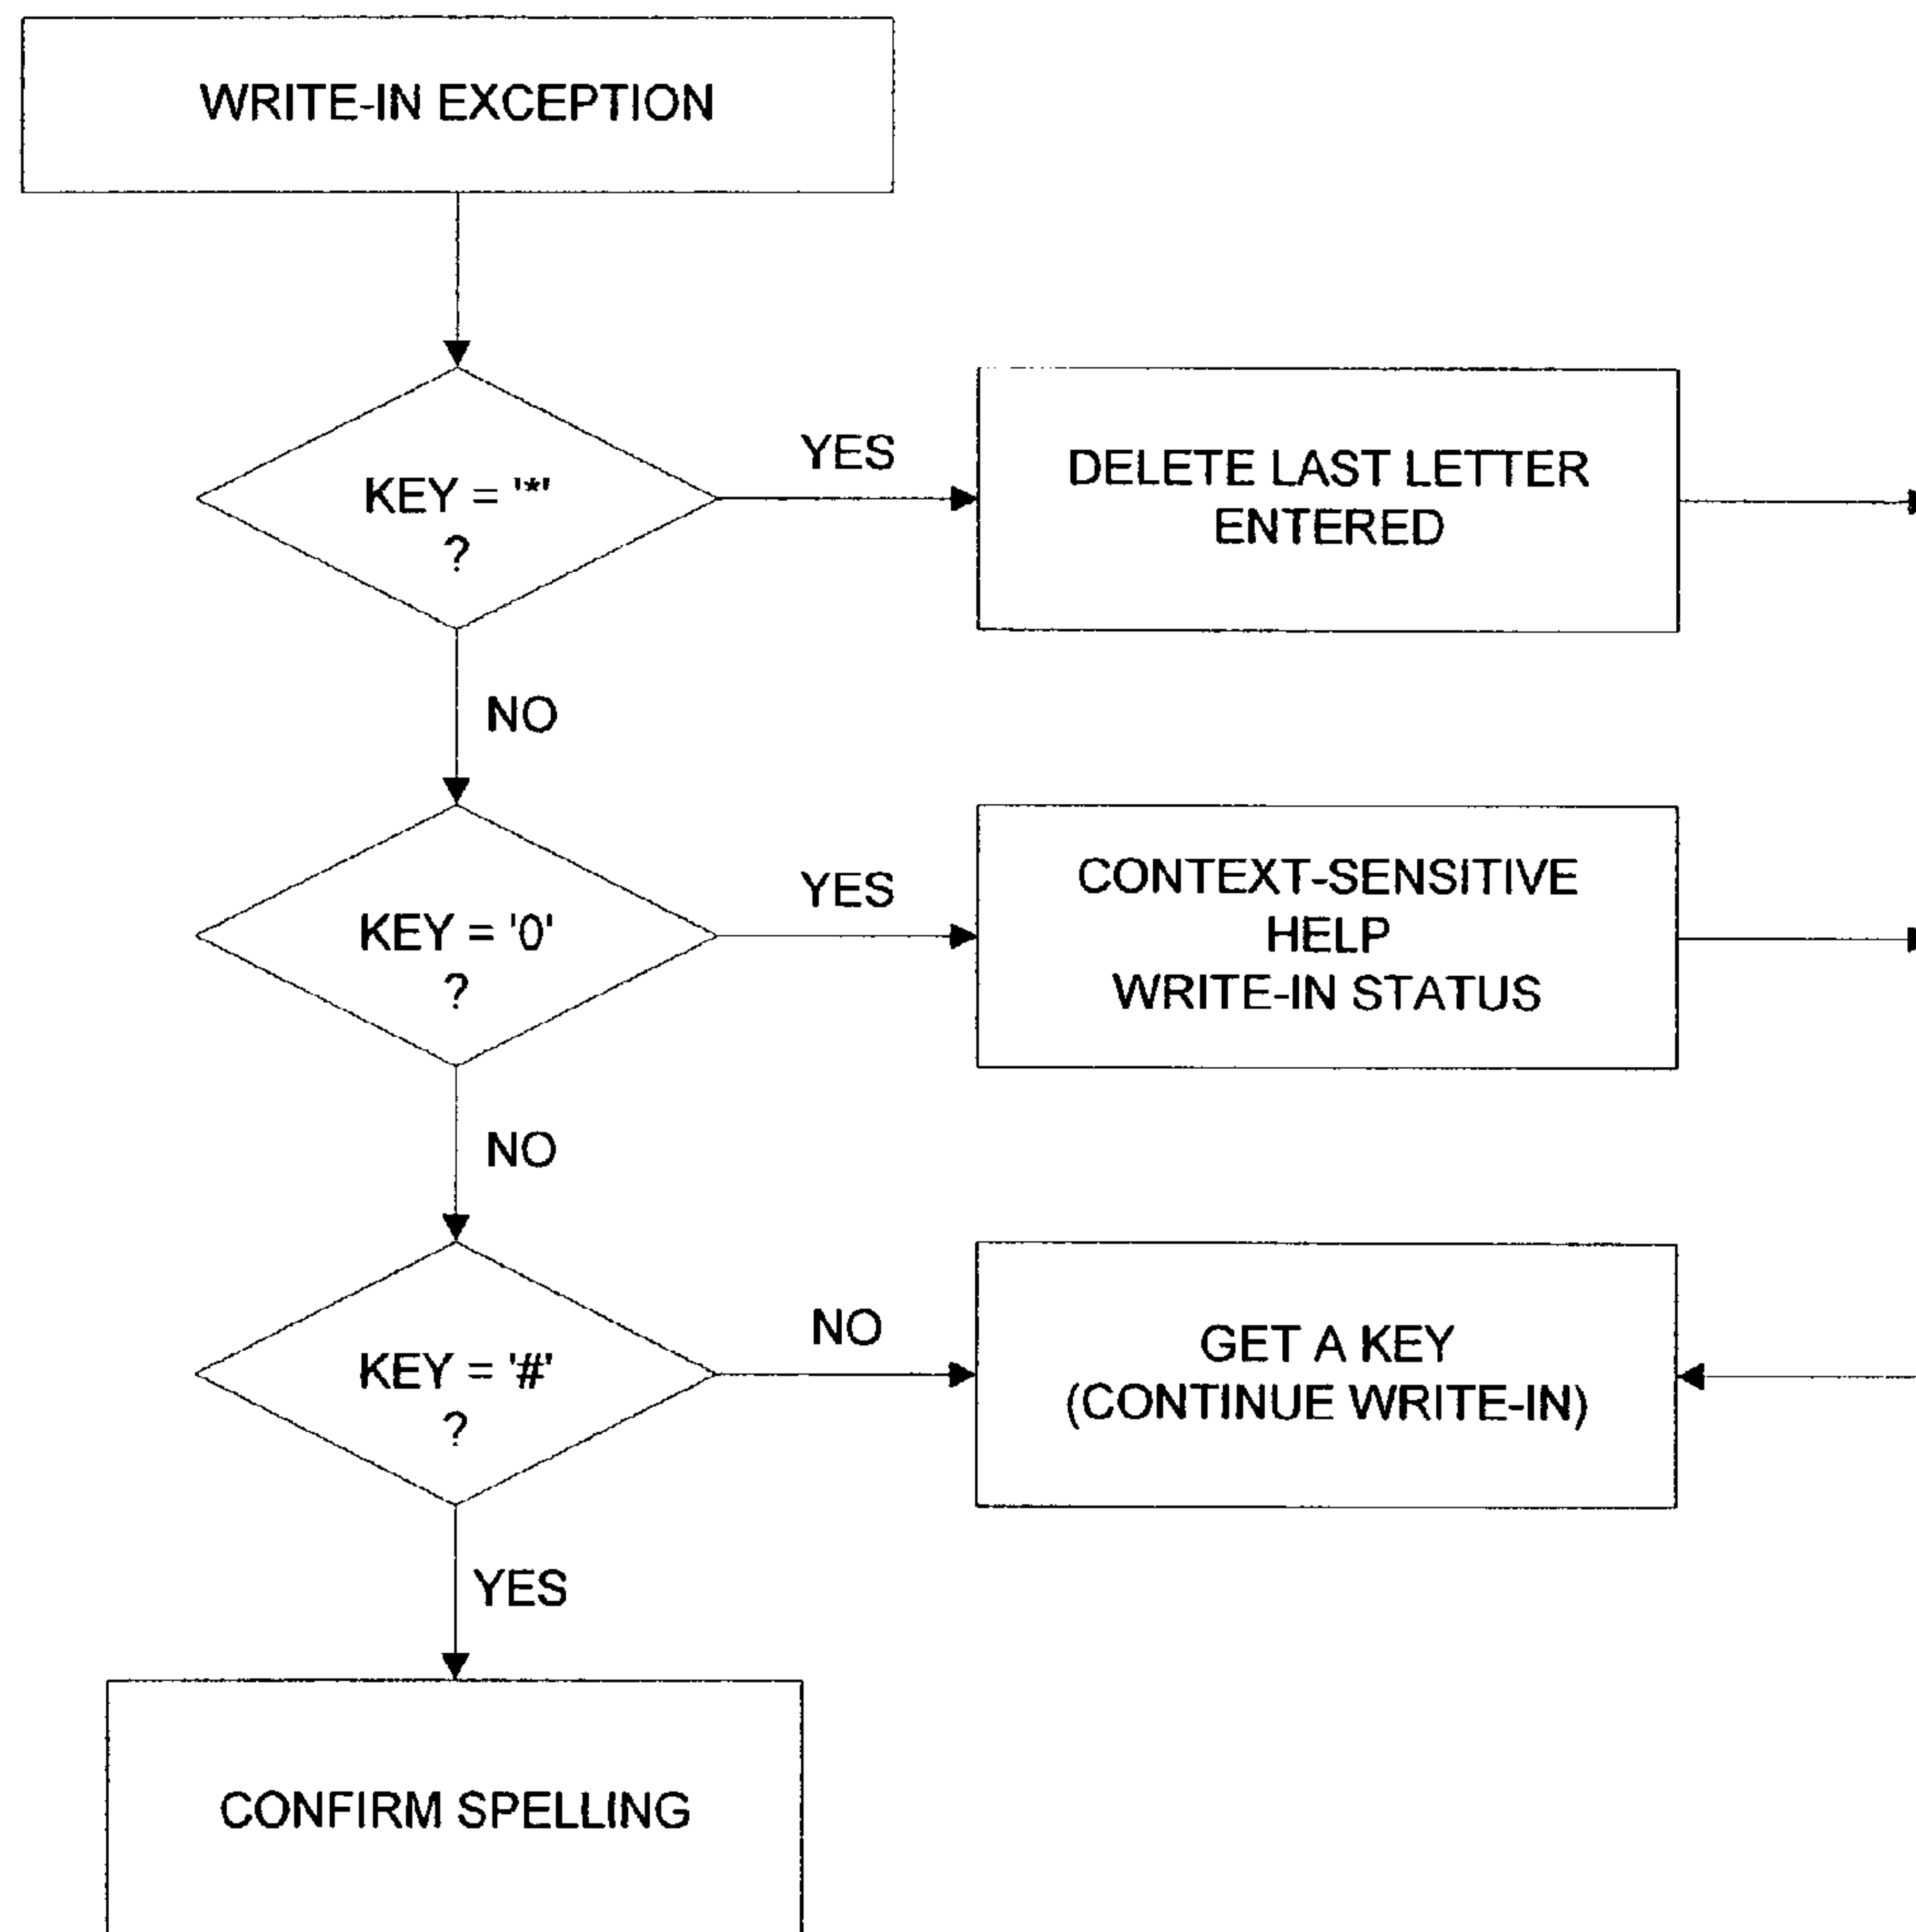 WRITE-IN EXCEPTION
KEY = '*'
?
YES
DELETE LAST LETTER
ENTERED
NO
KEY = '0'
?
YES
CONTEXT-SENSITIVE
HELP
WRITE-IN STATUS
NO
KEY = '#'
?
NO
GET A KEY
(CONTINUE WRITE-IN)
YES
CONFIRM SPELLING